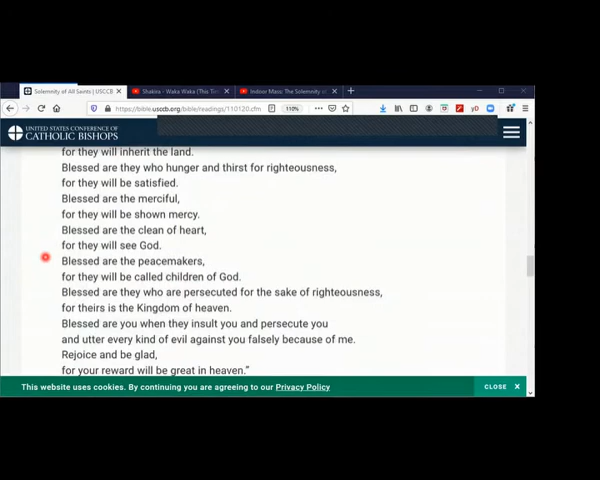 Solemnity of All Saints | USCCB
Shakira - Waka Waka (This Tim
Indoor Mass: The Solemnity of
https://bible.usccb.org/bible/readings/110120.cfm
110%
UNITED STATES CONFERENCE OF
CATHOLIC BISHOPS
for they will inherit the land.
Blessed are they who hunger and thirst for righteousness,
for they will be satisfied.
Blessed are the merciful,
for they will be shown mercy.
Blessed are the clean of heart,
for they will see God.
Blessed are the peacemakers,
for they will be called children of God.
Blessed are they who are persecuted for the sake of righteousness,
for theirs is the Kingdom of heaven.
Blessed are you when they insult you and persecute you
and utter every kind of evil against you falsely because of me.
Rejoice and be glad,
for your reward will be great in heaven."
This website uses cookies. By continuing you are agreeing to our Privacy Policy
CLOSE X